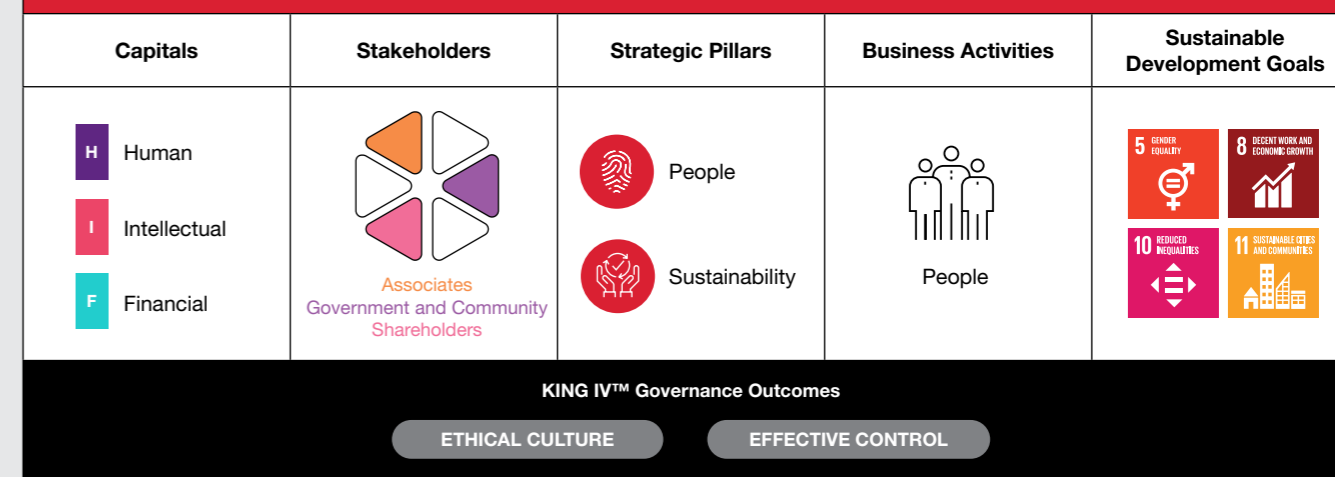 Capitals
Stakeholders
Strategic Pillars
Business Activities
Sustainable
Development Goals
H
Human
I
Intellectual
F
Financial
Associates
Government and Community
Shareholders
People
Sustainability
People
5 GENDER
EQUALITY
8 DECENT WORK AND
ECONOMIC GROWTH
10 REDUCED
INEQUALITIES
11 SUSTAINABLE CITIES
AND COMMUNITIES
KING IV™ Governance Outcomes
ETHICAL CULTURE
EFFECTIVE CONTROL